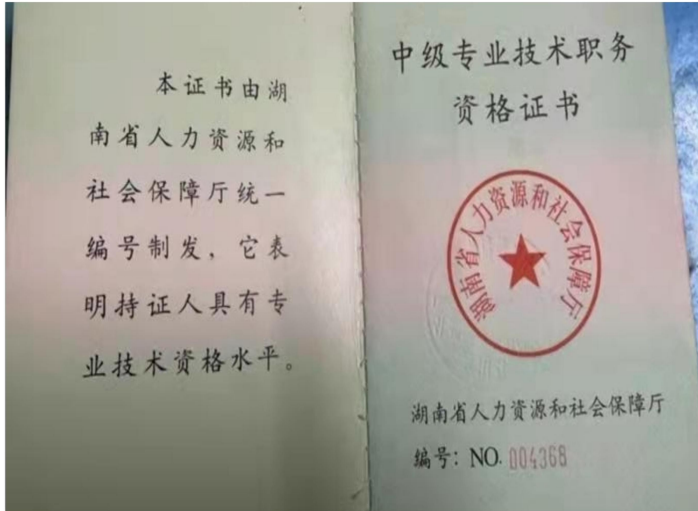 本证书由湖
南省人力资源和
社会保障厅统一
编号制发，它表
明持证人具有专
业技术资格水平。
中级专业技术职务
资格证书
湖南省人力资源和社会保障厅
湖南省人力资源和社会保障厅
编号：NO. 004368